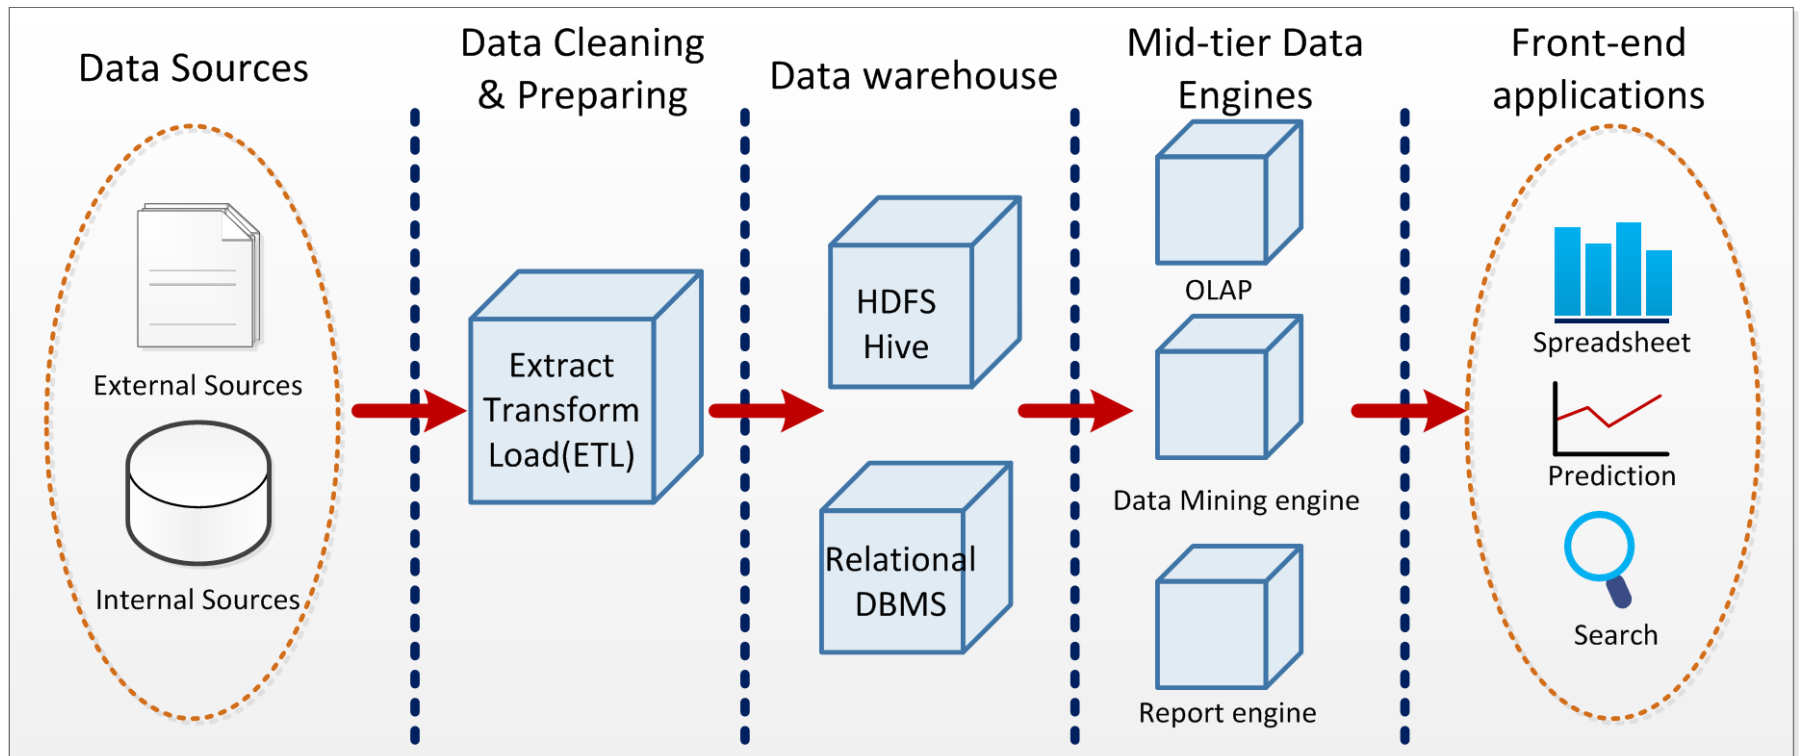 Data Sources
External Sources
Internal Sources
Data Cleaning
& Preparing
Extract
Transform
Load(ETL)
Data warehouse
HDFS
Hive
Relational
DBMS
Mid-tier Data
Engines
OLAP
Data Mining engine
Report engine
Front-end
applications
Spreadsheet
Prediction
Search